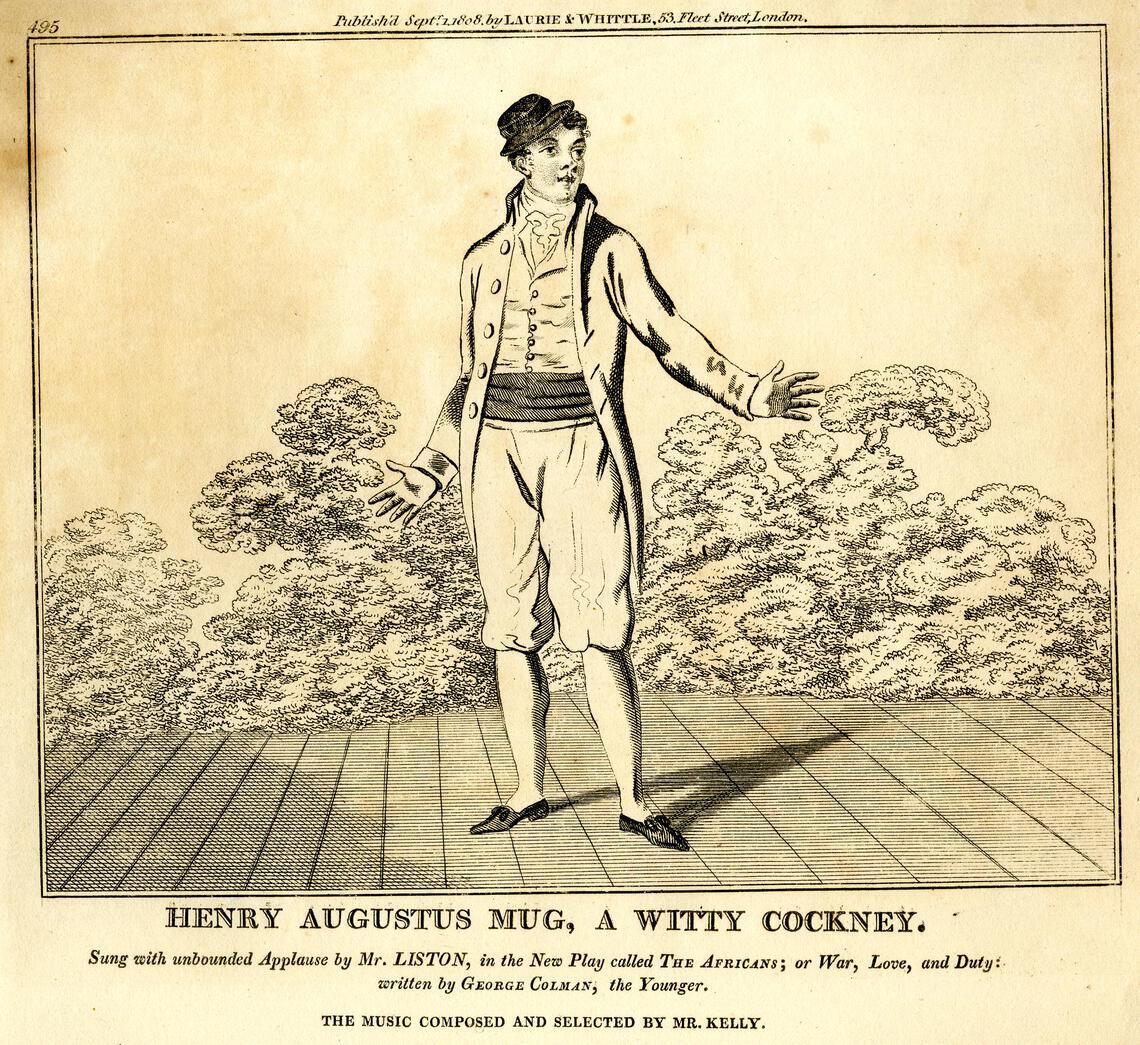 495
Publish'd Sept.r 1. 1808. by LAURIE & WHITTLE, 53, Fleet Street, London.
HENRY AUGUSTUS MUG, A WITTY COCKNEY.
Sung with unbounded Applause by Mr. LISTON, in the New Play called THE AFRICANS; or War, Love, and Duty:
written by GEORGE COLMAN, the Younger.
THE MUSIC COMPOSED AND SELECTED BY MR. KELLY.